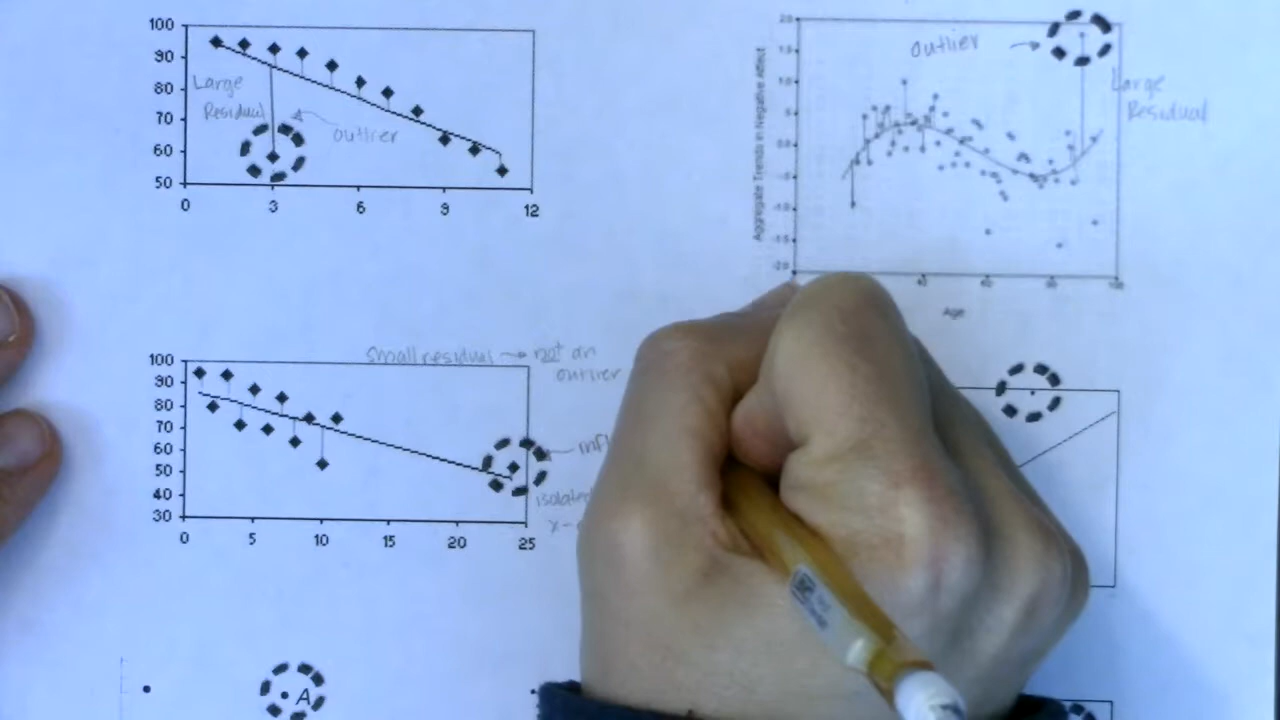 100
90
80
70
60
50
0 3 6 9 12
Large
Residual
outlier
Aggregate Trends in Negative Affect
outlier
Large
Residual
Age
small residual → not an
outlier
100
90
80
70
60
50
40
30
0 5 10 15 20 25
A